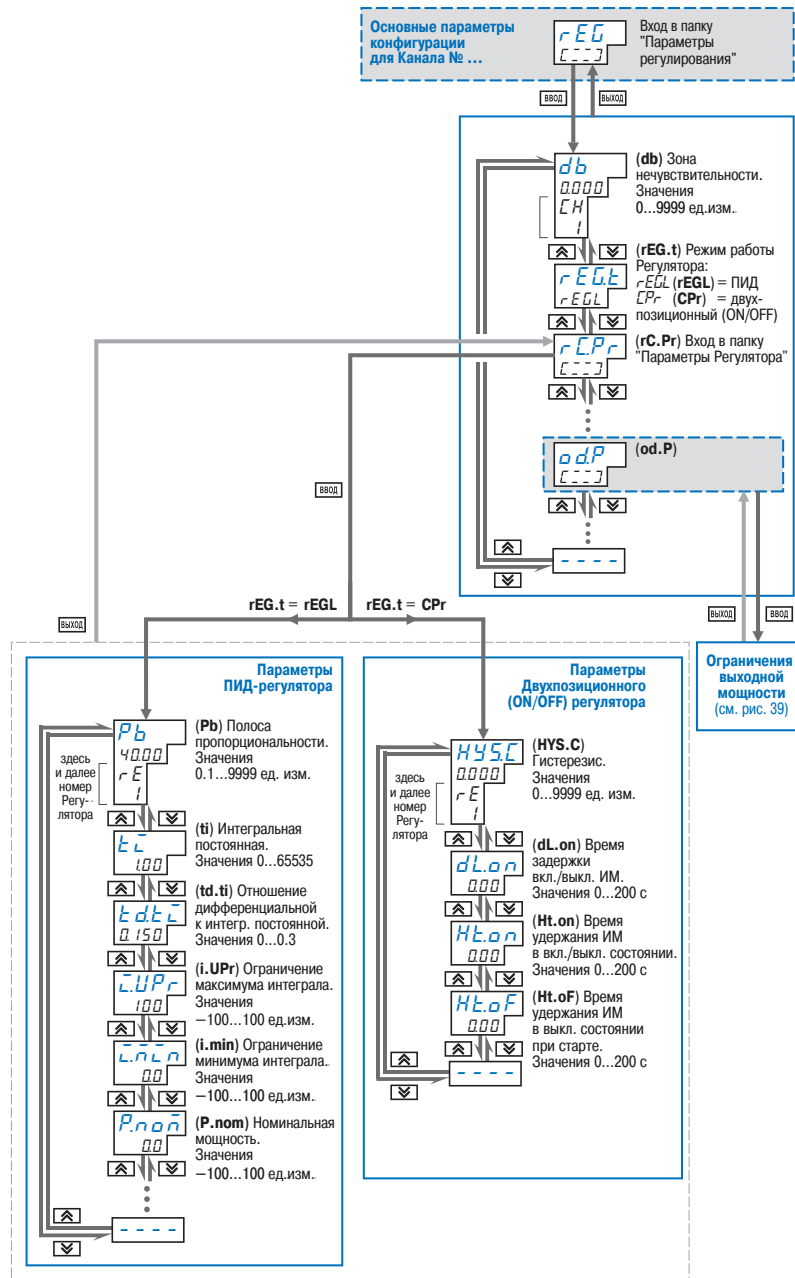 Основные параметры
конфигурации
для Канала № ...
rEG
[---]
Вход в папку
"Параметры
регулирования"
ВВОД
ВЫХОД
db
0.000
CH
1
(db) Зона
нечувствительности.
Значения
0...9999 ед.изм.
rEG.t
rEGL
(rEG.t) Режим работы
Регулятора:
rEGL (rEGL) = ПИД
CPr (CPr) = двух-
позиционный (ON/OFF)
rC.Pr
[---]
(rC.Pr) Вход в папку
"Параметры Регулятора"
od.P
[---]
(od.P)
ВВОД
- - - -
rEG.t = rEGL
rEG.t = CPr
ВЫХОД
ВЫХОД
ВВОД
Ограничения
выходной
мощности
(см. рис. 39)
Параметры
ПИД-регулятора
Pb
40.00
rE
1
здесь
и далее
номер
Регу-
лятора
(Pb) Полоса
пропорциональности.
Значения
0.1...9999 ед. изм.
ti
1.00
(ti) Интегральная
постоянная.
Значения 0...65535
td.ti
0.150
(td.ti) Отношение
дифференциальной
к интегр. постоянной.
Значения 0...0.3
i.UPr
100
(i.UPr) Ограничение
максимума интеграла.
Значения
−100...100 ед.изм.
i.min
0.0
(i.min) Ограничение
минимума интеграла.
Значения
−100...100 ед.изм.
P.nom
0.0
(P.nom) Номинальная
мощность.
Значения
−100...100 ед.изм.
- - - -
Параметры
Двухпозиционного
(ON/OFF) регулятора
HYS.C
0.000
rE
1
здесь
и далее
номер
Регу-
лятора
(HYS.C)
Гистерезис.
Значения
0...9999 ед. изм.
dL.on
0.00
(dL.on) Время
задержки
вкл./выкл. ИМ.
Значения 0...200 с
Ht.on
0.00
(Ht.on) Время
удержания ИМ
в вкл./выкл. состоянии.
Значения 0...200 с
Ht.oF
0.00
(Ht.oF) Время
удержания ИМ
в выкл. состоянии
при старте.
Значения 0...200 с
- - - -